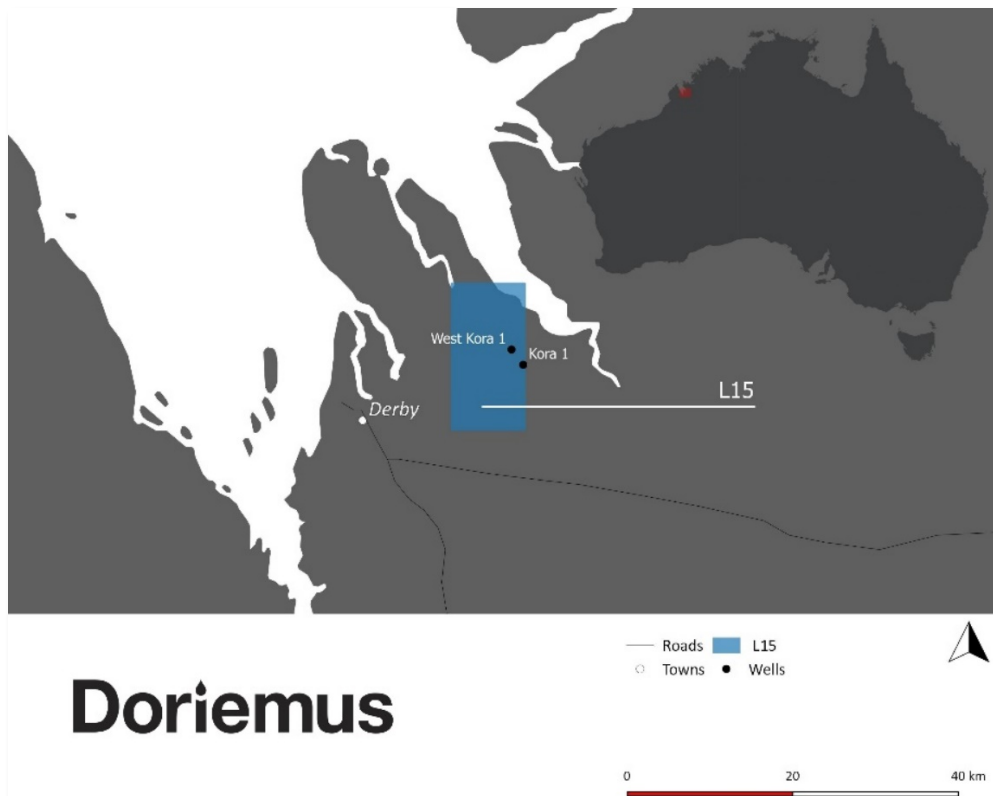 West Kora 1
Kora 1
L15
Derby
Roads
L15
Towns
Wells
Doriemus
0
20
40 km